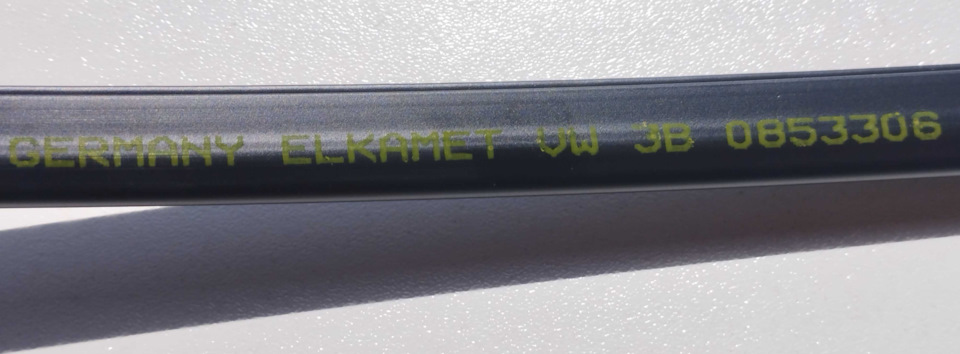 GERMANY ELKAMET VW 3B 0853306